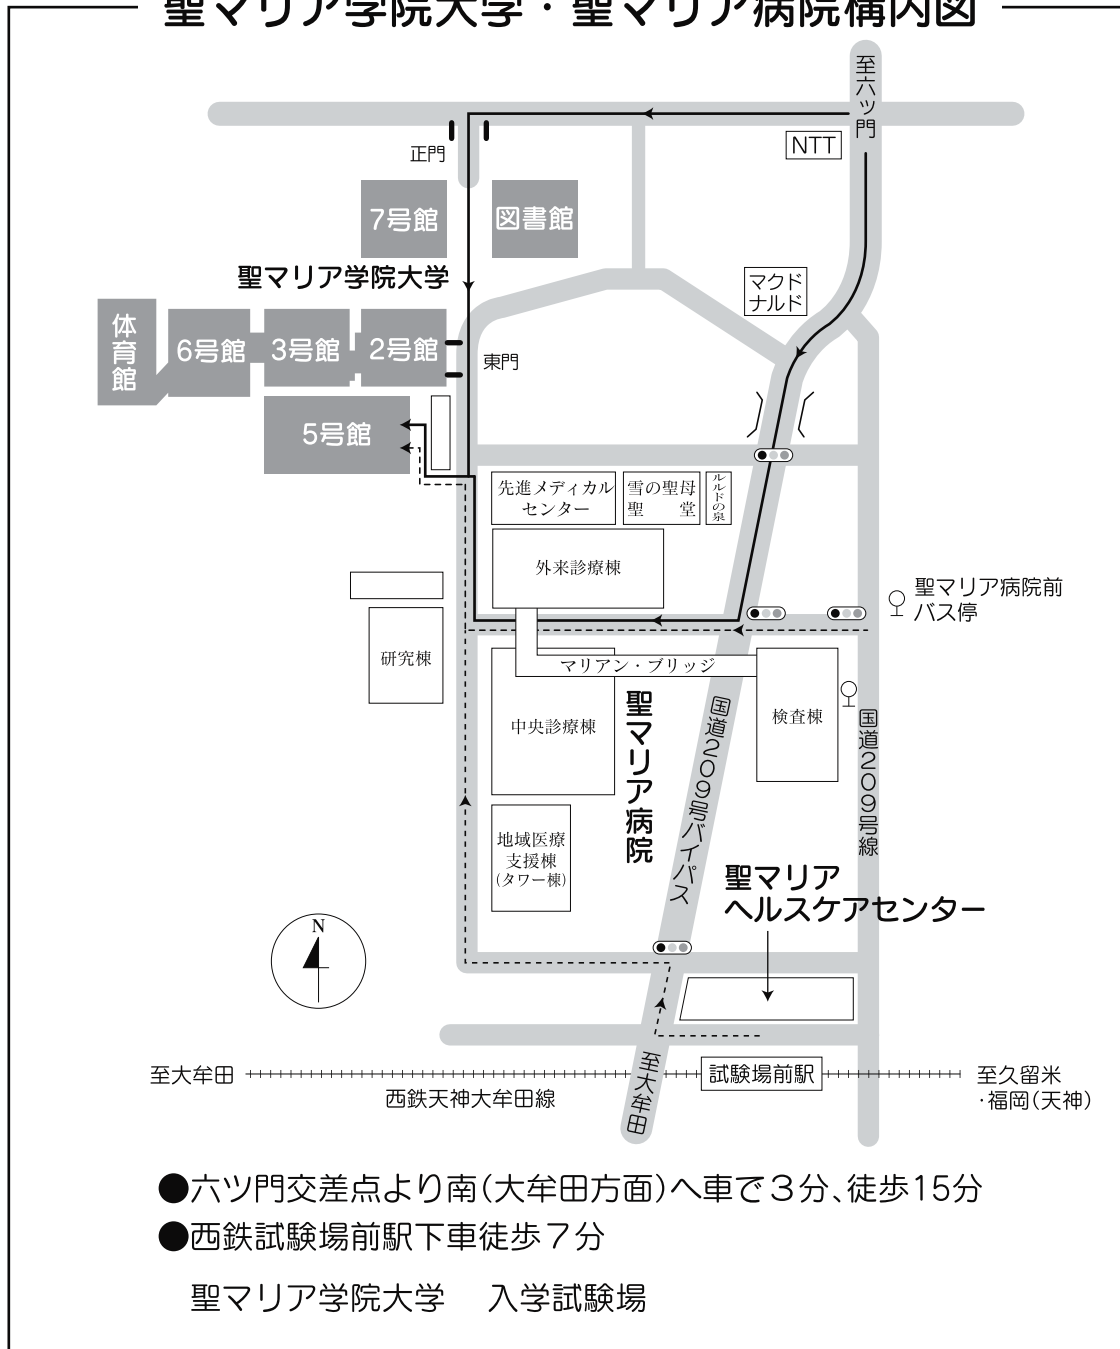 聖マリア学院大学・聖マリア病院構内図
至六ッ門
NTT
正門
7号館
図書館
聖マリア学院大学
マクド
ナルド
体育館
6号館
3号館
2号館
東門
5号館
先進メディカル
センター
雪の聖母
聖　堂
ルルドの泉
外来診療棟
聖マリア病院前
バス停
研究棟
マリアン・ブリッジ
中央診療棟
聖マリア病院
国道209号バイパス
検査棟
国道209号線
地域医療
支援棟
(タワー棟)
聖マリア
ヘルスケアセンター
N
至大牟田
至大牟田
西鉄天神大牟田線
試験場前駅
至久留米
・福岡(天神)
●六ツ門交差点より南(大牟田方面)へ車で3分、徒歩15分
●西鉄試験場前駅下車徒歩7分
聖マリア学院大学　入学試験場